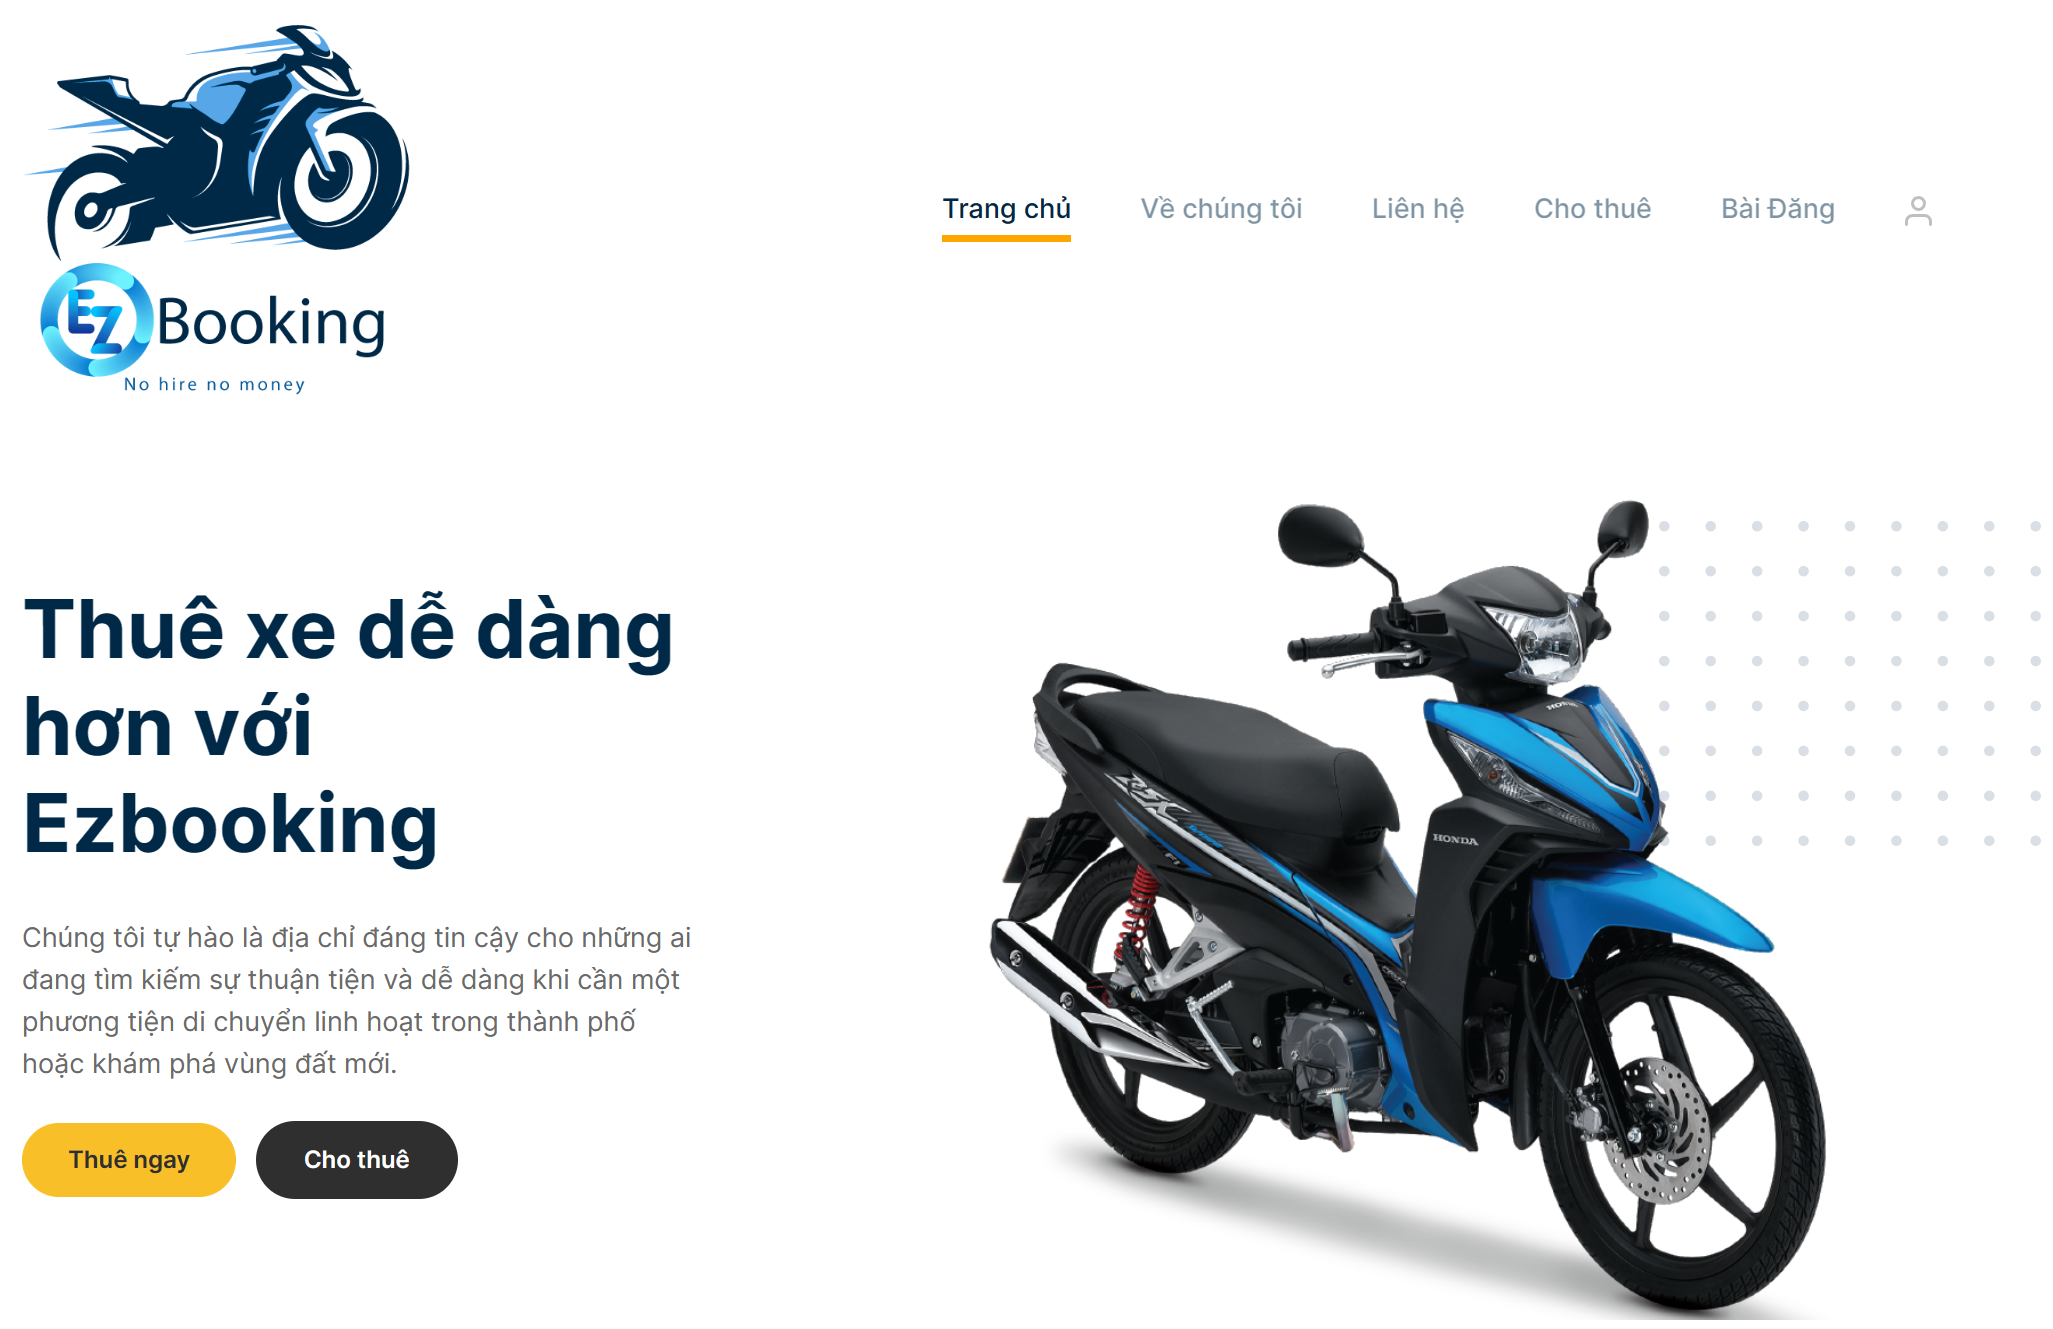 EZ Booking
No hire no money
Trang chủ
Về chúng tôi
Liên hệ
Cho thuê
Bài Đăng
Thuê xe dễ dàng
hơn với
Ezbooking
Chúng tôi tự hào là địa chỉ đáng tin cậy cho những ai
đang tìm kiếm sự thuận tiện và dễ dàng khi cần một
phương tiện di chuyển linh hoạt trong thành phố
hoặc khám phá vùng đất mới.
Thuê ngay
Cho thuê
HONDA
HONDA
RSX
FI